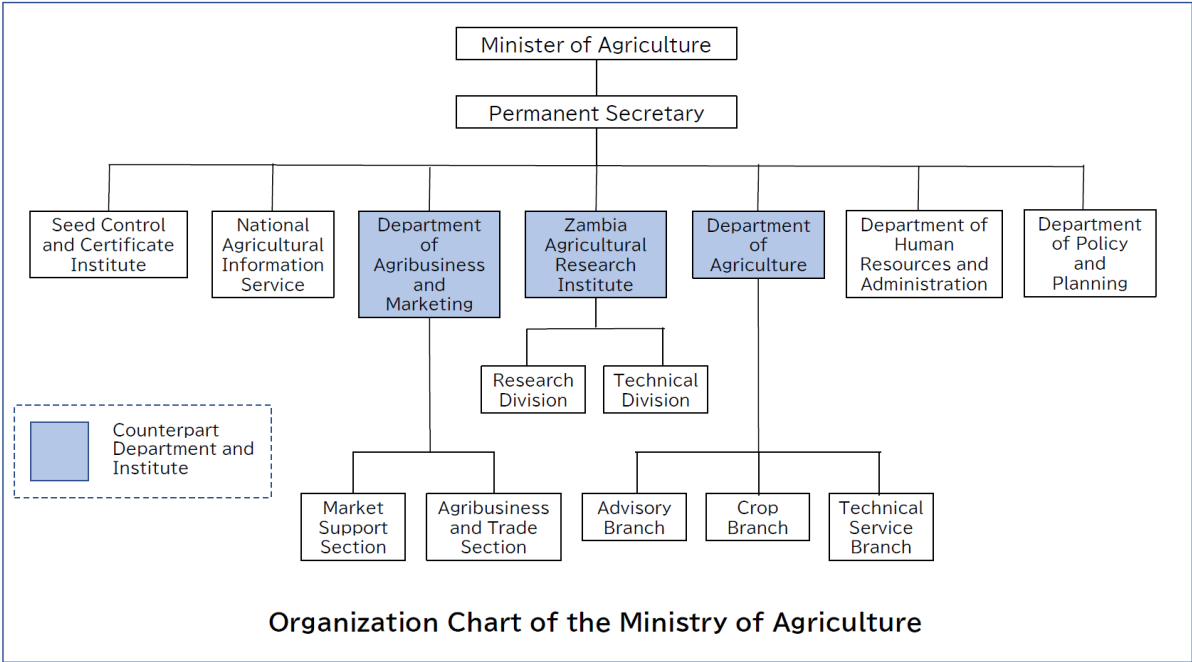 Minister of Agriculture
Permanent Secretary
Seed Control
and Certificate
Institute
National
Agricultural
Information
Service
Department
of
Agribusiness
and
Marketing
Zambia
Agricultural
Research
Institute
Department
of
Agriculture
Department of
Human
Resources and
Administration
Department
of Policy
and
Planning
Research
Division
Technical
Division
Counterpart
Department and
Institute
Market
Support
Section
Agribusiness
and Trade
Section
Advisory
Branch
Crop
Branch
Technical
Service
Branch
Organization Chart of the Ministry of Agriculture